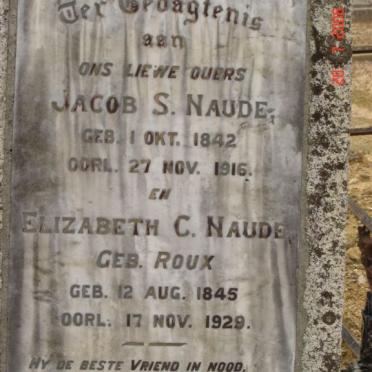 Ter Gedagtenis
aan
ONS LIEWE OUERS
JACOB S. NAUDE,
GEB. 1 OKT. 1842
OORL. 27 NOV. 1916.
EN
ELIZABETH C. NAUDE,
GEB. ROUX
GEB. 12 AUG. 1845
OORL. 17 NOV. 1929.
HY DE BESTE VRIEND IN NOOD.